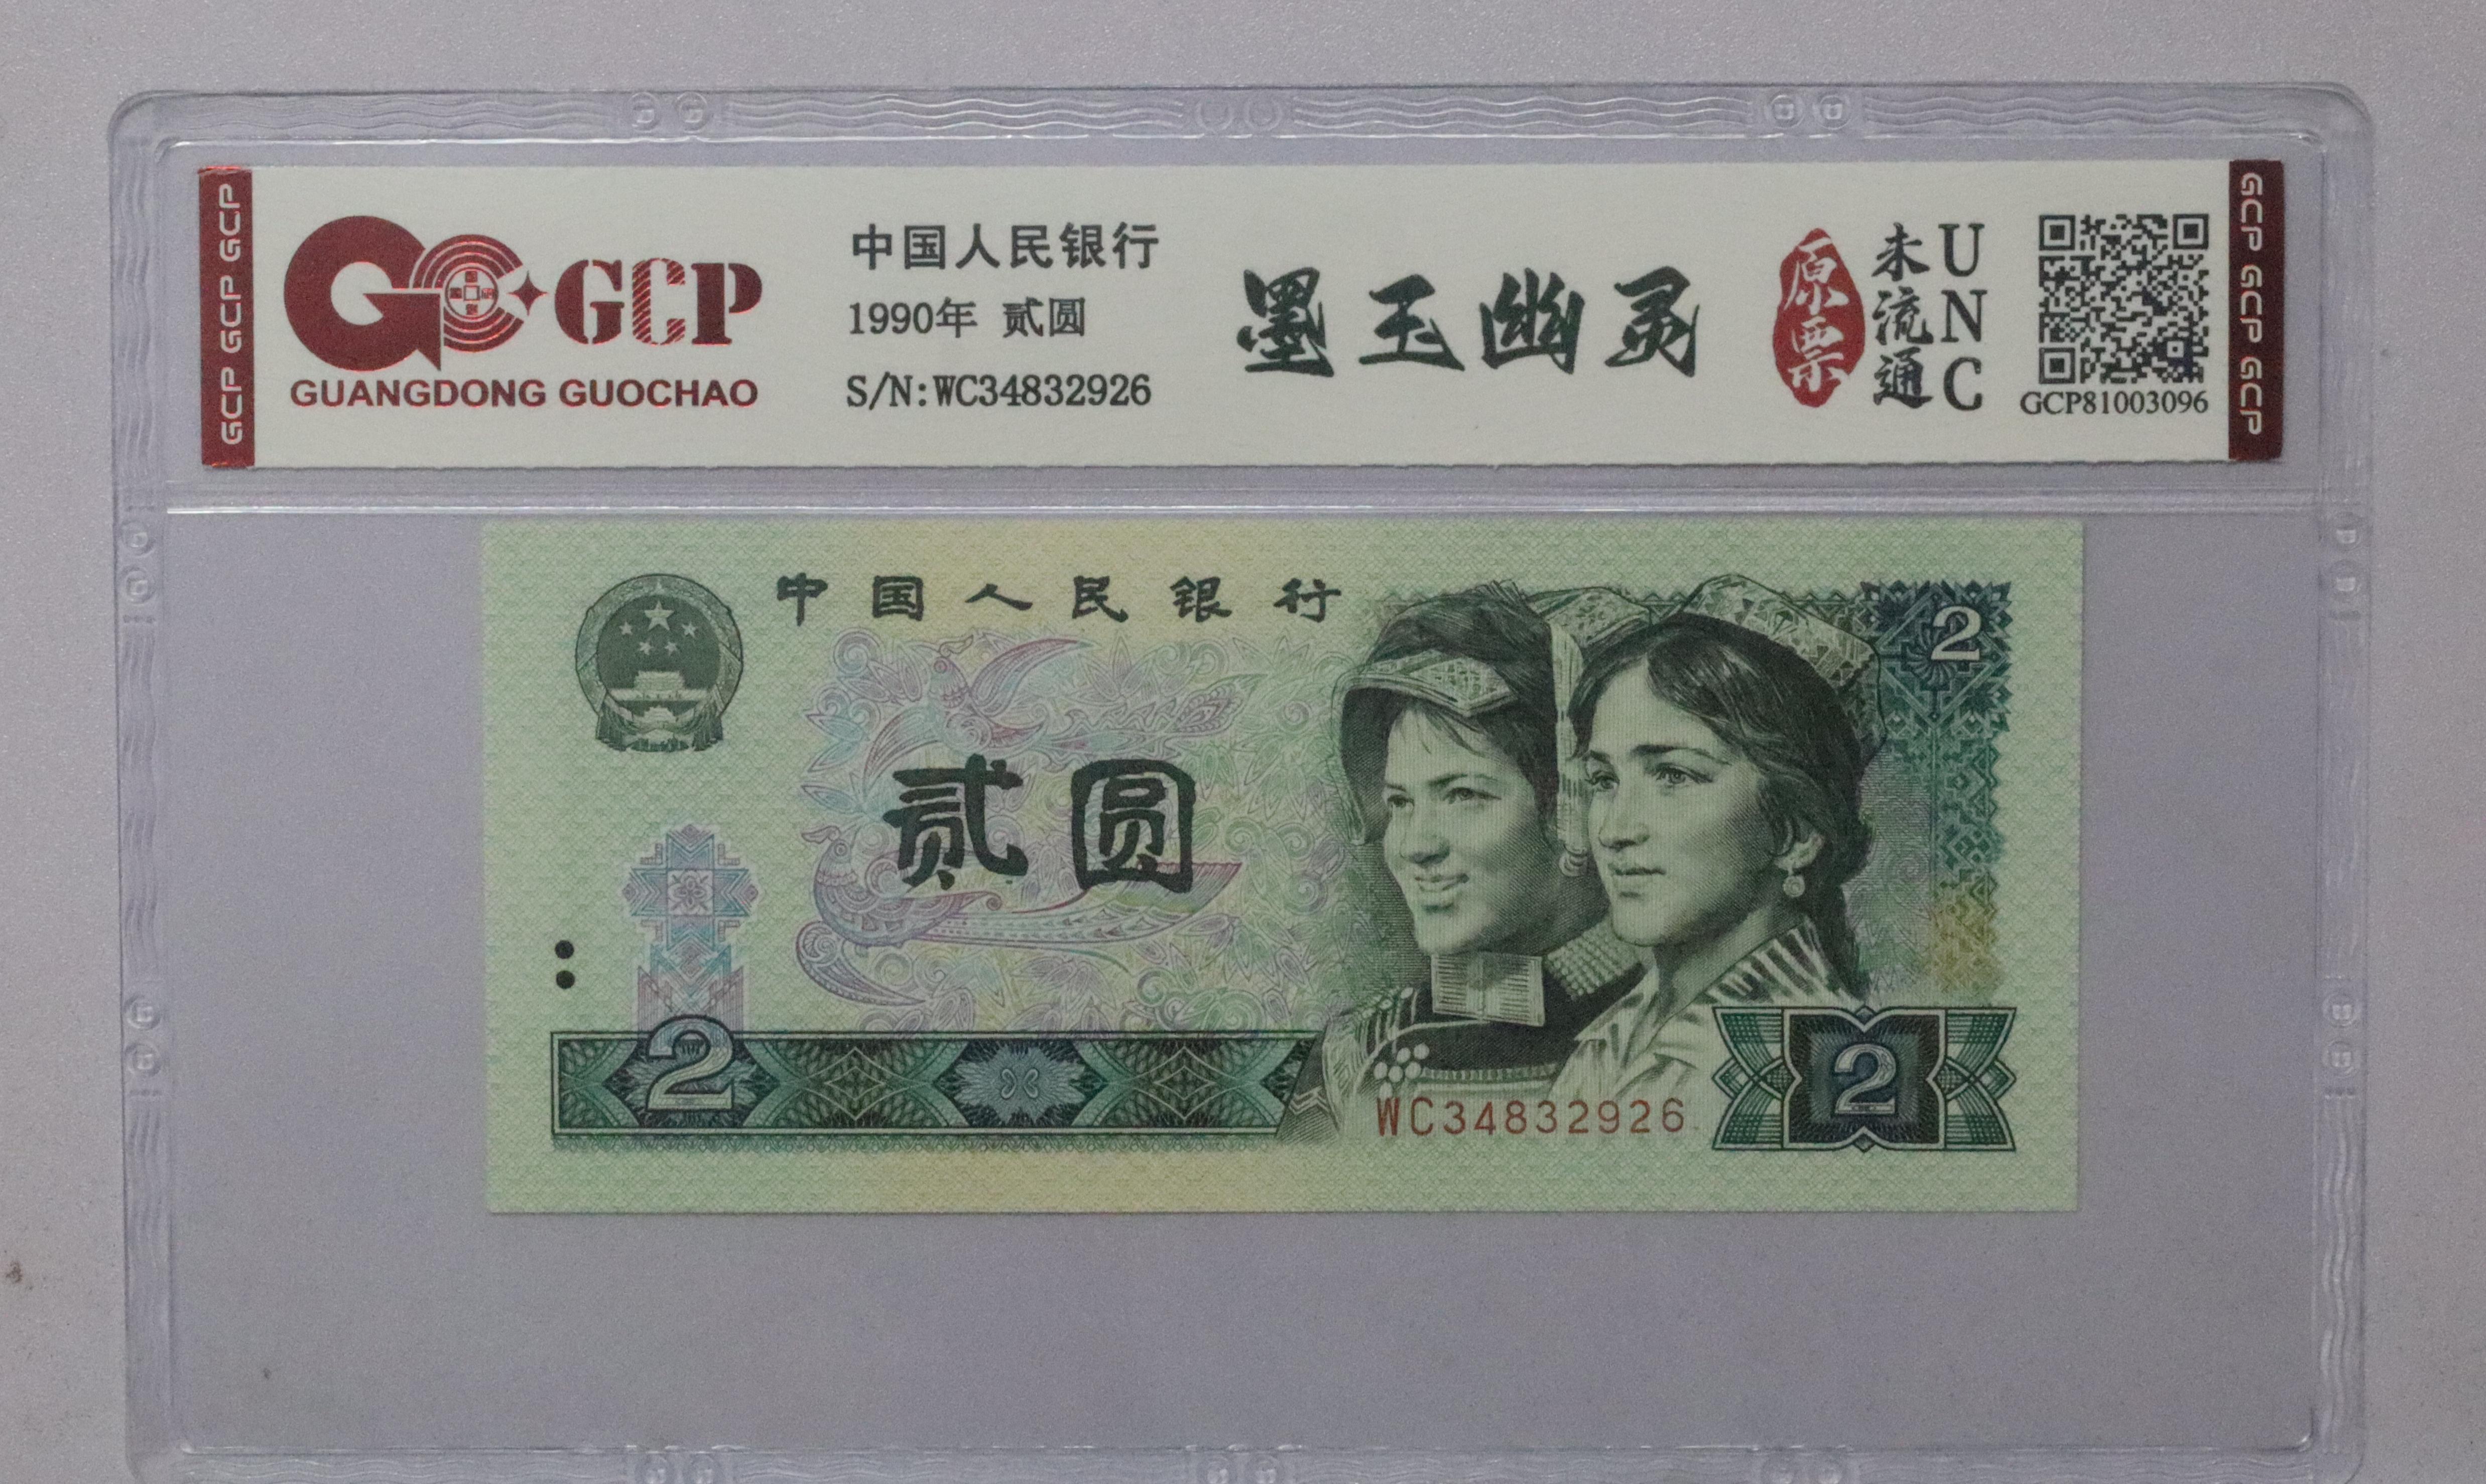 GCP GCP GCP
GCP
GUANGDONG GUOCHAO
中国人民银行
1990年 贰圆
S/N:WC34832926
墨玉幽灵
原票
未流通
UNC
GCP81003096
GCP GCP GCP
中国人民银行
2
贰圆
2
WC34832926
2